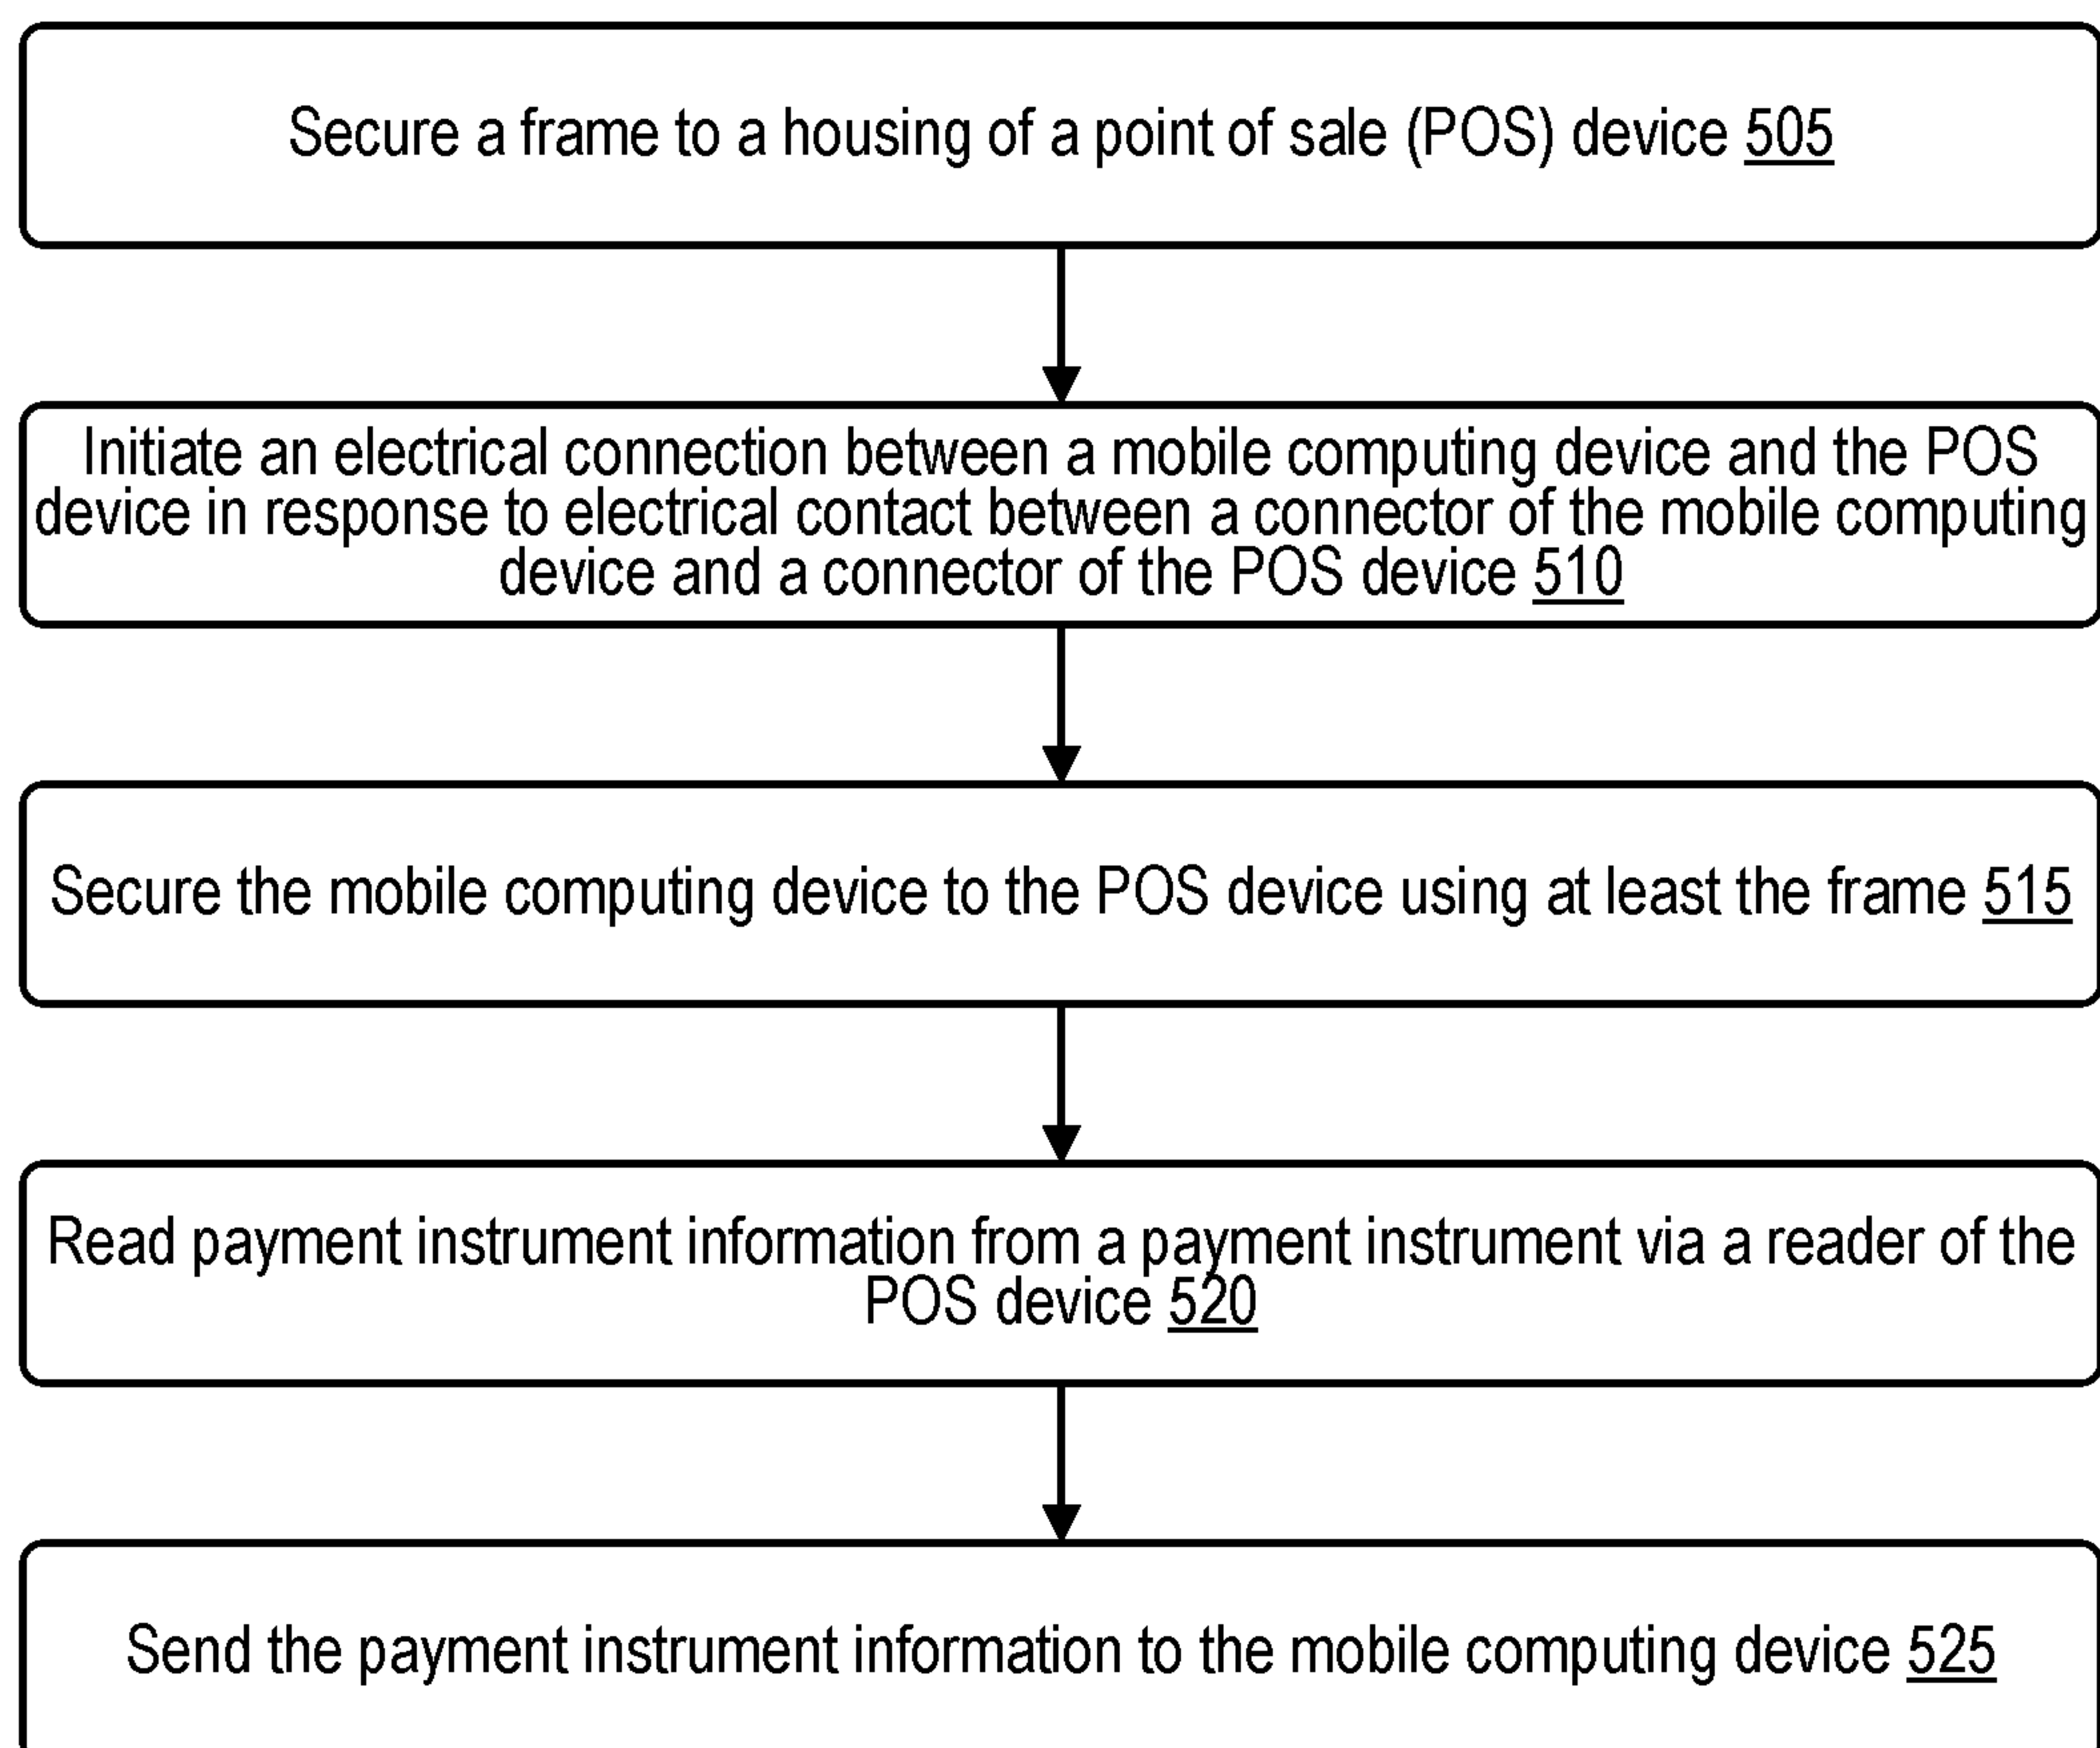 Secure a frame to a housing of a point of sale (POS) device 505
Initiate an electrical connection between a mobile computing device and the POS
device in response to electrical contact between a connector of the mobile computing
device and a connector of the POS device 510
Secure the mobile computing device to the POS device using at least the frame 515
Read payment instrument information from a payment instrument via a reader of the
POS device 520
Send the payment instrument information to the mobile computing device 525